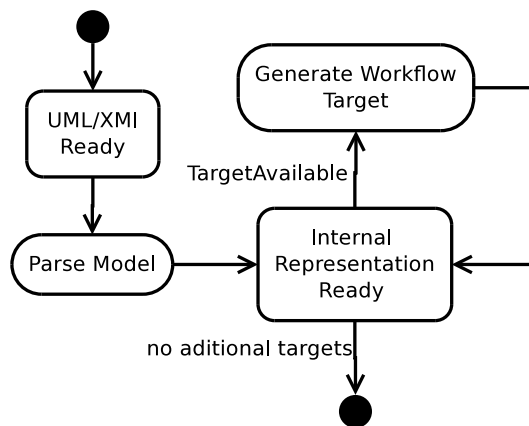 Generate Workflow
Target
UML/XMI
Ready
TargetAvailable
Parse Model
Internal
Representation
Ready
no aditional targets